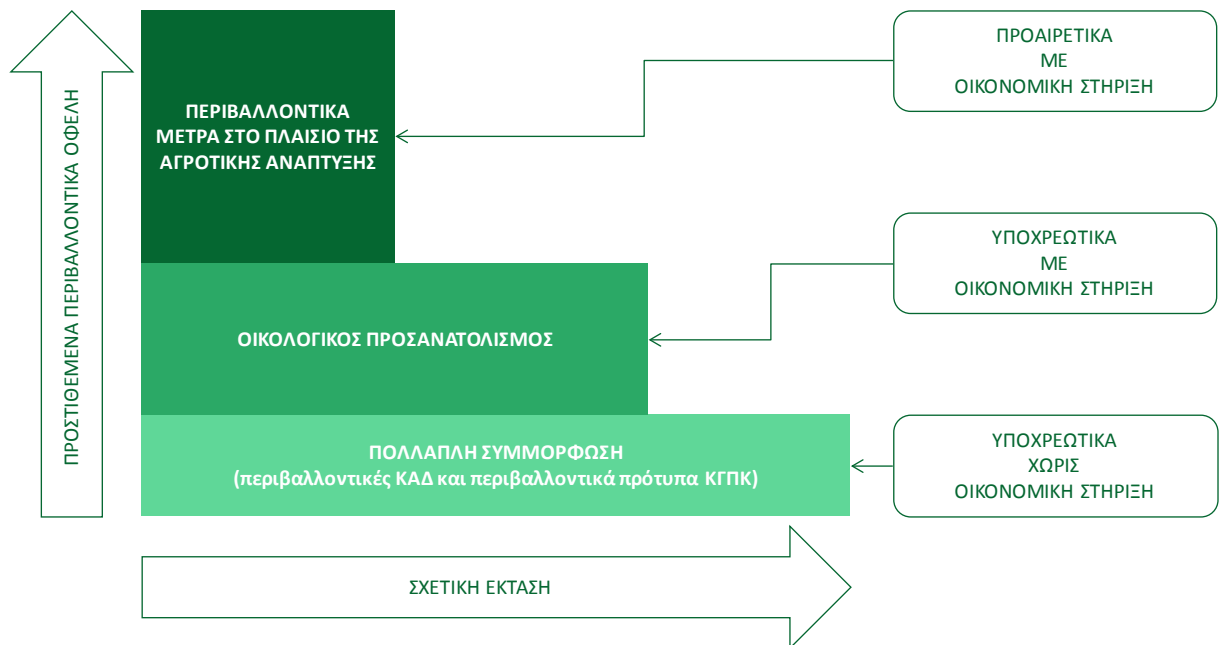 ΠΡΟΣΤΙΘΕΜΕΝΑ ΠΕΡΙΒΑΛΛΟΝΤΙΚΑ ΟΦΕΛΗ
ΠΕΡΙΒΑΛΛΟΝΤΙΚΑ
ΜΕΤΡΑ ΣΤΟ ΠΛΑΙΣΙΟ ΤΗΣ
ΑΓΡΟΤΙΚΗΣ ΑΝΑΠΤΥΞΗΣ
ΠΡΟΑΙΡΕΤΙΚΑ
ΜΕ
ΟΙΚΟΝΟΜΙΚΗ ΣΤΗΡΙΞΗ
ΟΙΚΟΛΟΓΙΚΟΣ ΠΡΟΣΑΝΑΤΟΛΙΣΜΟΣ
ΥΠΟΧΡΕΩΤΙΚΑ
ΜΕ
ΟΙΚΟΝΟΜΙΚΗ ΣΤΗΡΙΞΗ
ΠΟΛΛΑΠΛΗ ΣΥΜΜΟΡΦΩΣΗ
(περιβαλλοντικές ΚΑΔ και περιβαλλοντικά πρότυπα ΚΓΠΚ)
ΥΠΟΧΡΕΩΤΙΚΑ
ΧΩΡΙΣ
ΟΙΚΟΝΟΜΙΚΗ ΣΤΗΡΙΞΗ
ΣΧΕΤΙΚΗ ΕΚΤΑΣΗ